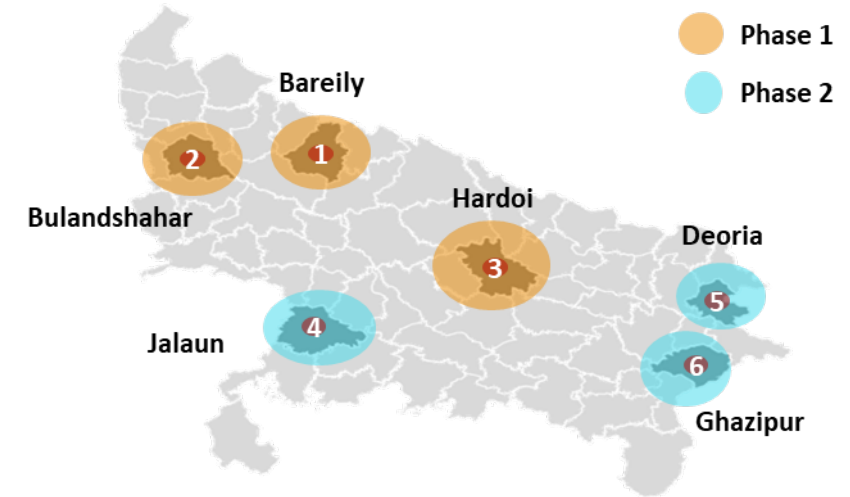 Phase 1
Bareily
Phase 2
2
1
Hardoi
Bulandshahar
Deoria
3
5
4
Jalaun
6
Ghazipur